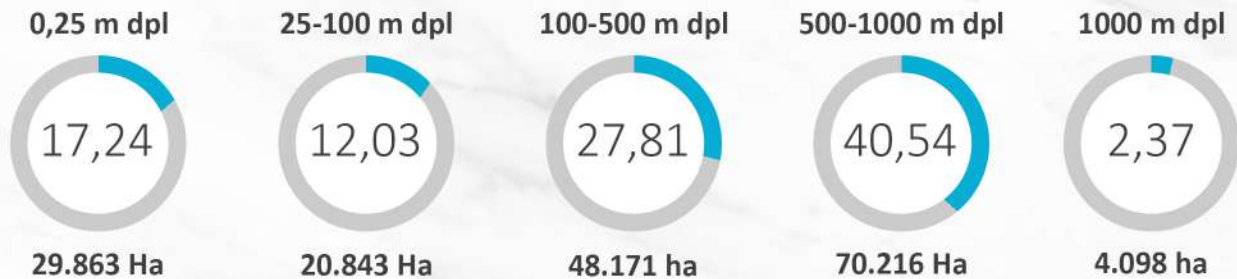 0,25 m dpl
25-100 m dpl
100-500 m dpl
500-1000 m dpl
1000 m dpl
17,24
12,03
27,81
40,54
2,37
29.863 Ha
20.843 Ha
48.171 ha
70.216 Ha
4.098 ha